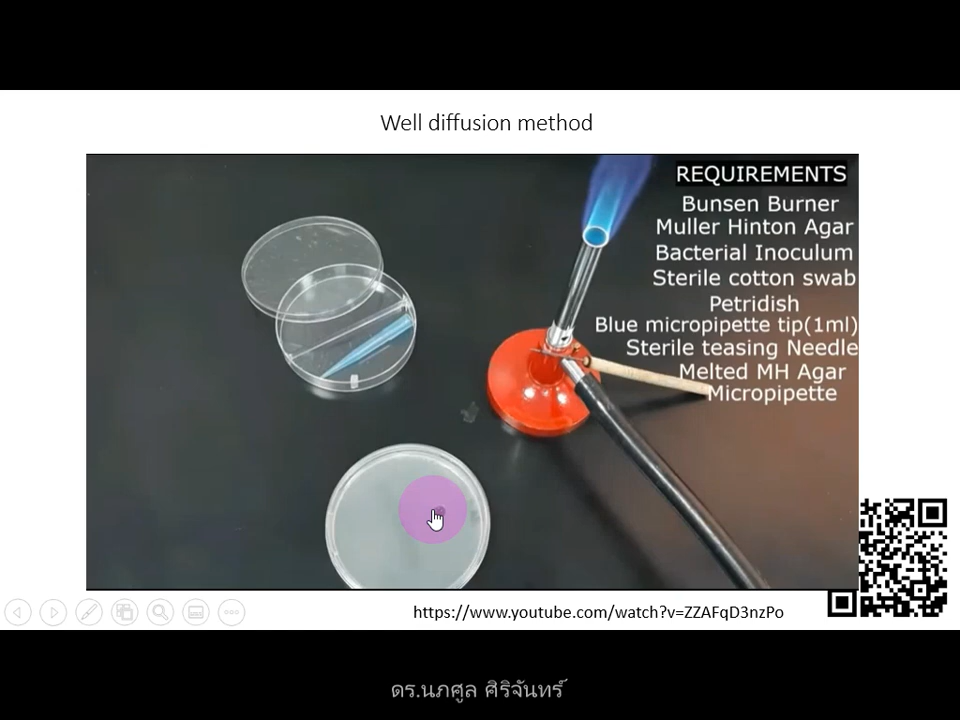 Well diffusion method
REQUIREMENTS
Bunsen Burner
Muller Hinton Agar
Bacterial Inoculum
Sterile cotton swab
Petridish
Blue micropipette tip(1ml)
Sterile teasing Needle
Melted MH Agar
Micropipette
https://www.youtube.com/watch?v=ZZAFqD3nzPo
ดร.นภศูล ศิริจันทร์